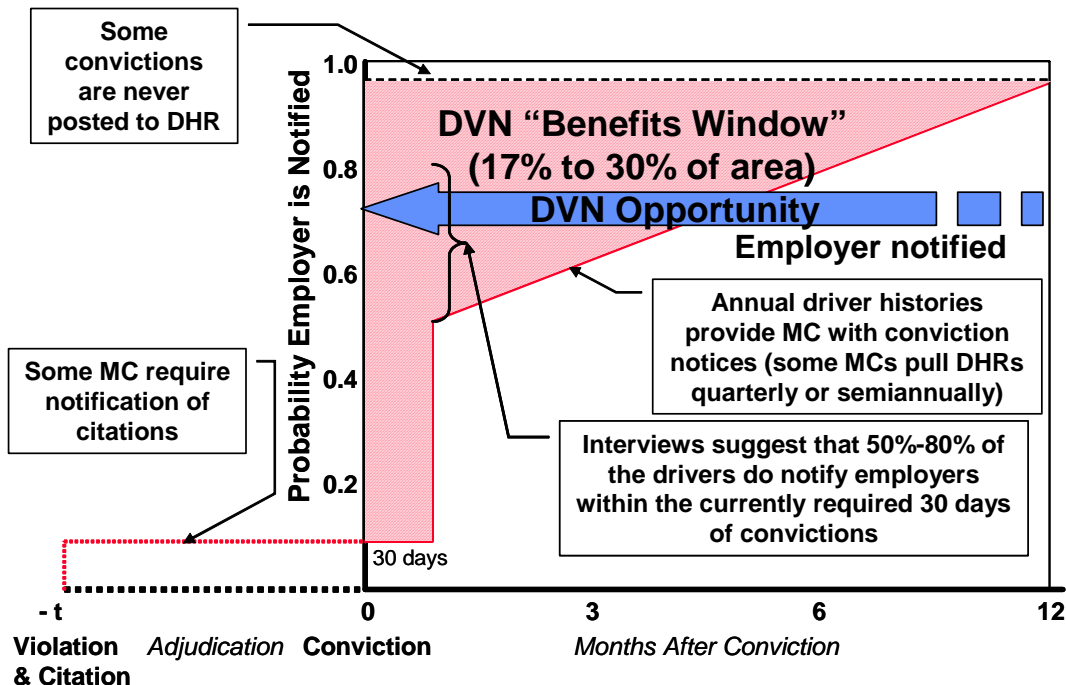 Some
convictions
are never
posted to DHR
Probability Employer is Notified
1.0
0.8
0.6
0.4
0.2
DVN “Benefits Window”
(17% to 30% of area)
DVN Opportunity
Employer notified
Annual driver histories
provide MC with conviction
notices (some MCs pull DHRs
quarterly or semiannually)
Some MC require
notification of
citations
Interviews suggest that 50%-80% of
the drivers do notify employers
within the currently required 30 days
of convictions
30 days
- t
0
3
6
12
Violation
& Citation
Adjudication
Conviction
Months After Conviction